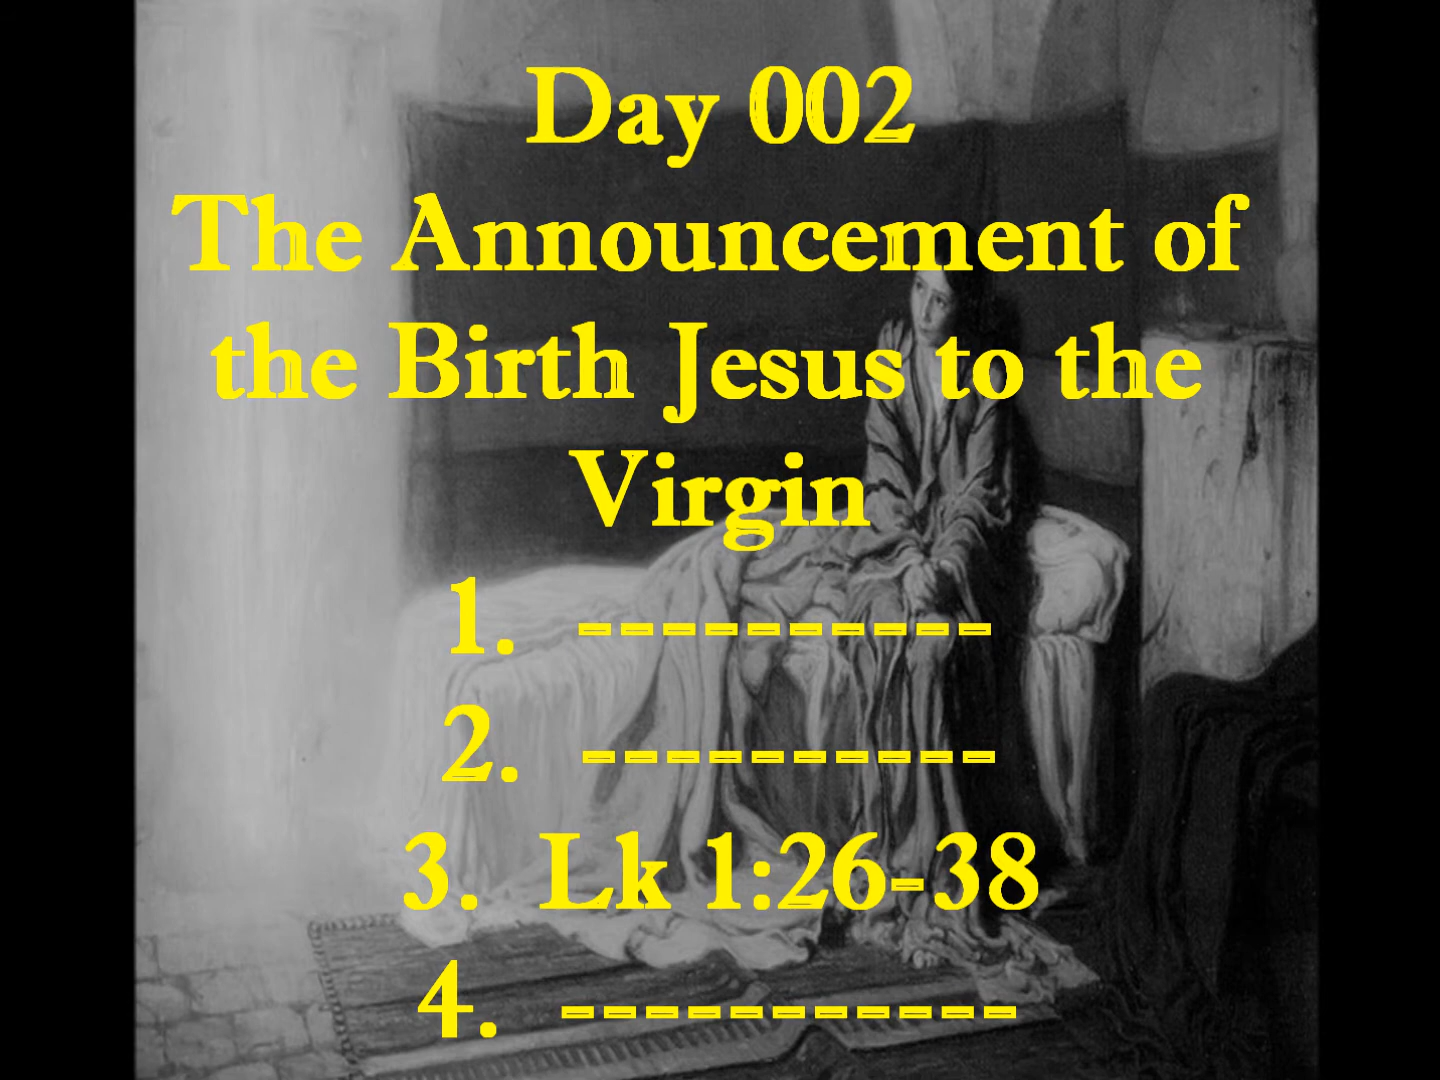 Day 002
The Announcement of
the Birth Jesus to the
Virgin
1. ----------
2. ----------
3. Lk 1:26-38
4. -----------